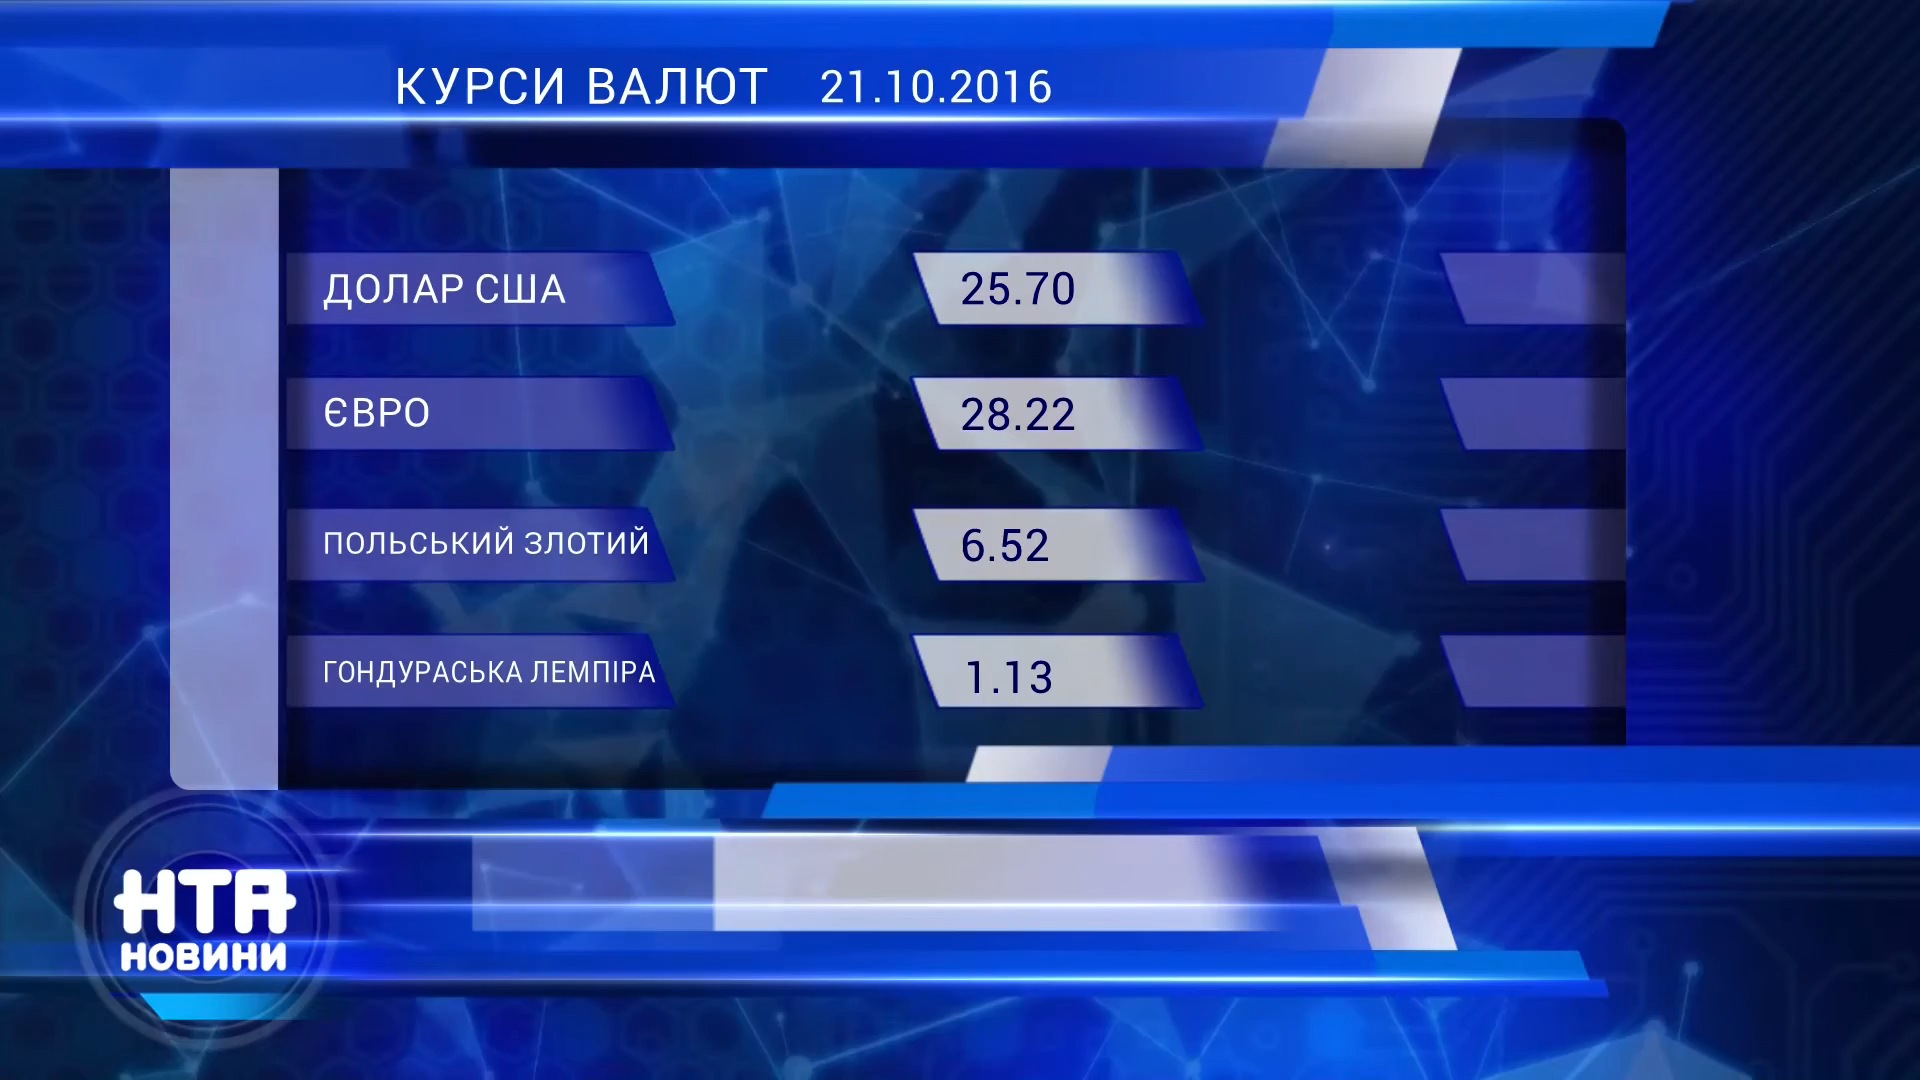 КУРСИ ВАЛЮТ 21.10.2016
ДОЛАР США 25.70
ЄВРО 28.22
ПОЛЬСЬКИЙ ЗЛОТИЙ 6.52
ГОНДУРАСЬКА ЛЕМПІРА 1.13
НТА
НОВИНИ